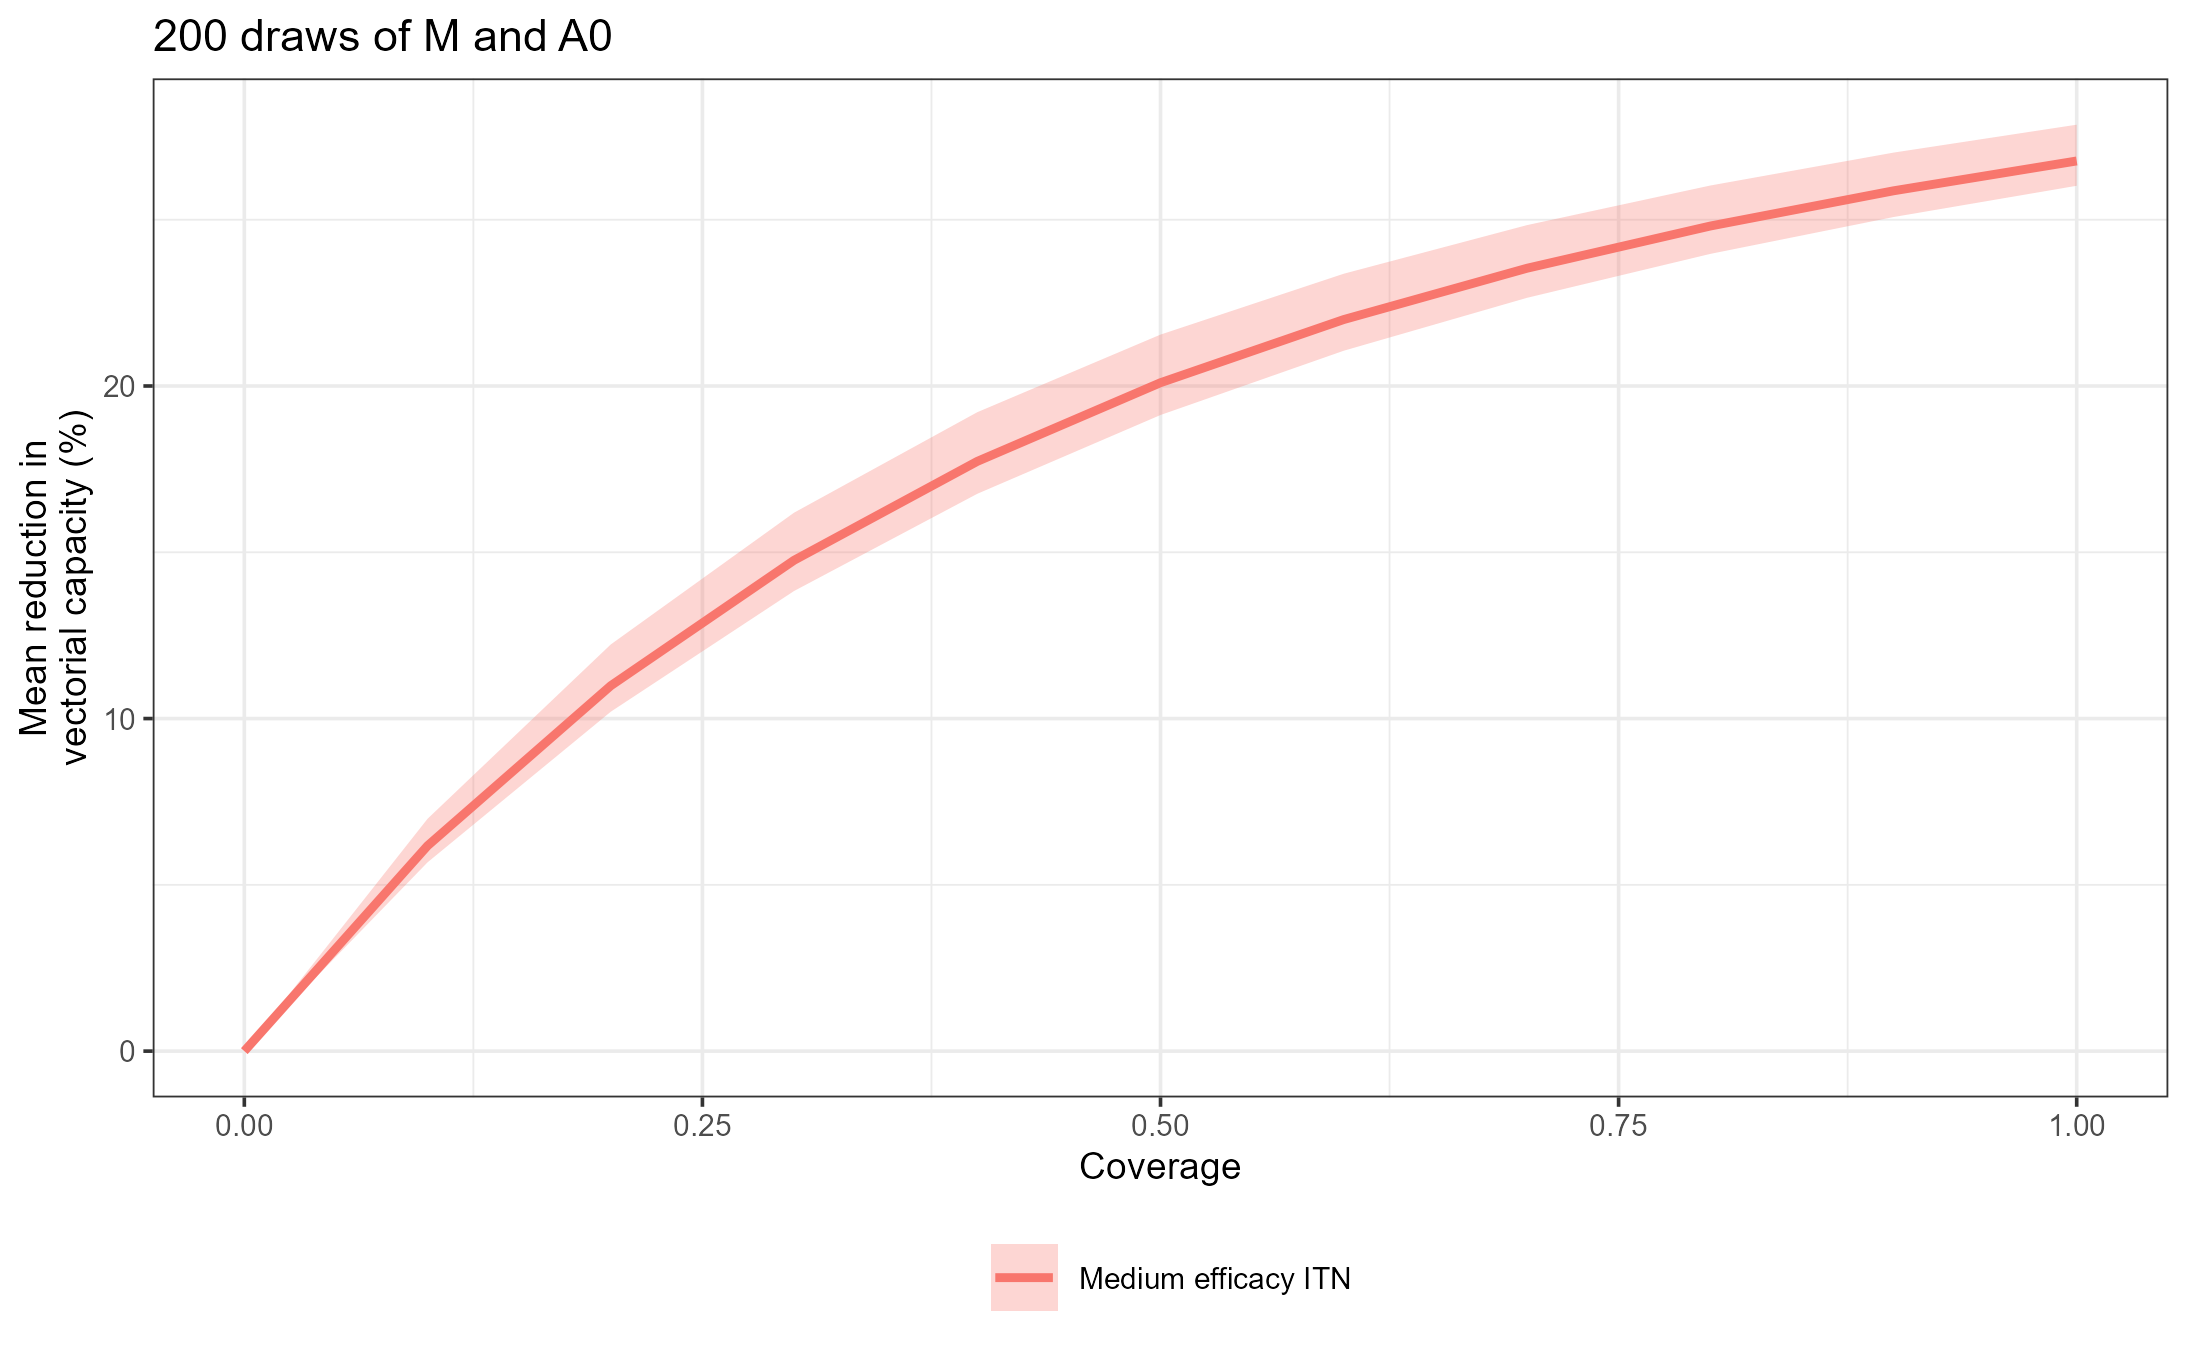 200 draws of M and A0
Mean reduction in
vectorial capacity (%)
20
10
0
0.00
0.25
0.50
0.75
1.00
Coverage
Medium efficacy ITN